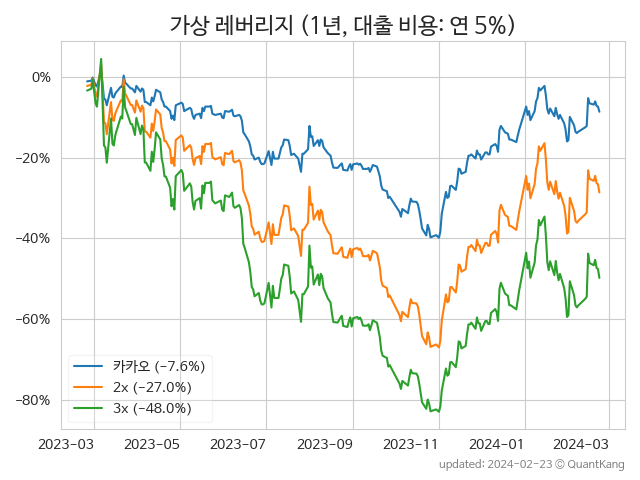 가상 레버리지 (1년, 대출 비용: 연 5%)
0%
−20%
−40%
−60%
−80%
카카오 (−7.6%)
2x (−27.0%)
3x (−48.0%)
2023-03 2023-05 2023-07 2023-09 2023-11 2024-01 2024-03
updated: 2024-02-23 © QuantKang